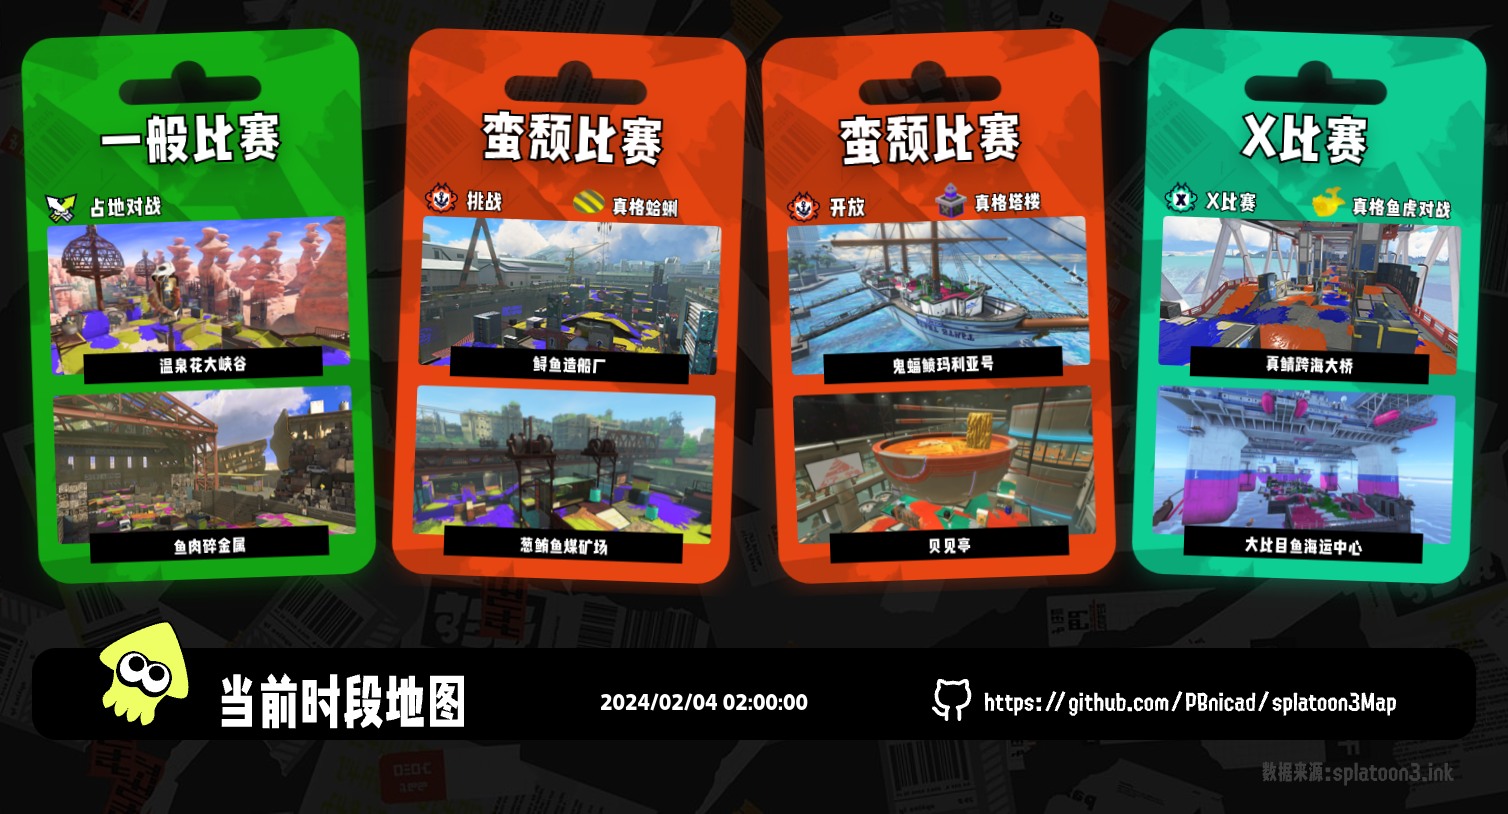 一般比赛
占地对战
温泉花大峡谷
鱼肉碎金属
蛮颓比赛
挑战
真格蛤蜊
鲟鱼造船厂
葱鲔鱼煤矿场
蛮颓比赛
开放
真格塔楼
鬼蝠鲼玛利亚号
贝贝亭
X比赛
X比赛
真格鱼虎对战
真鲷跨海大桥
大比目鱼海运中心
当前时段地图
2024/02/04 02:00:00
https://github.com/PBnicad/splatoon3Map
数据来源:splatoon3.ink